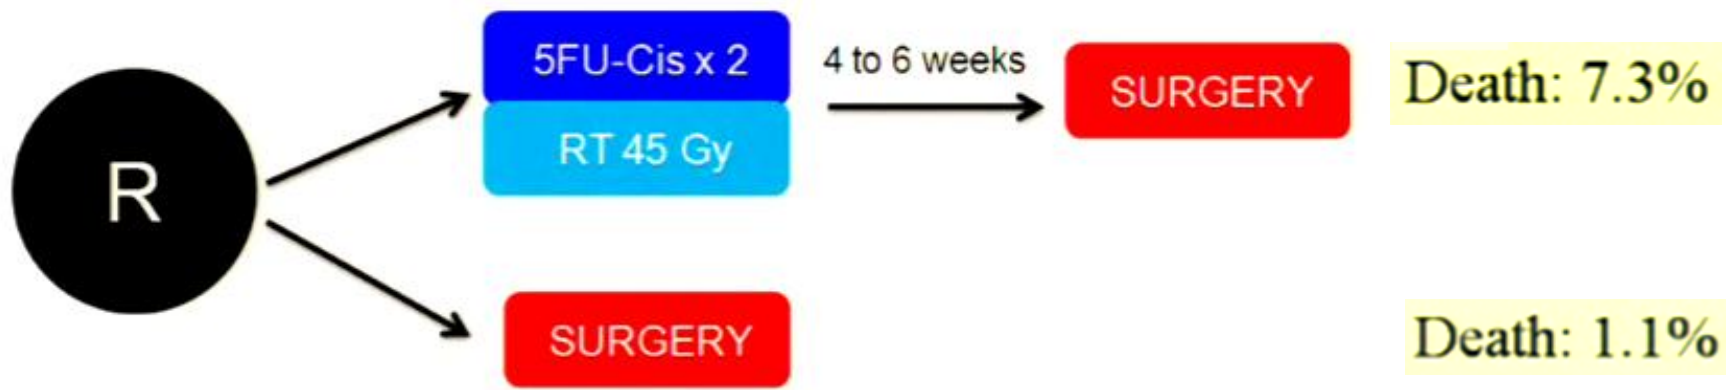 R
5FU-Cis x 2
RT 45 Gy
4 to 6 weeks
SURGERY
Death: 7.3%
SURGERY
Death: 1.1%